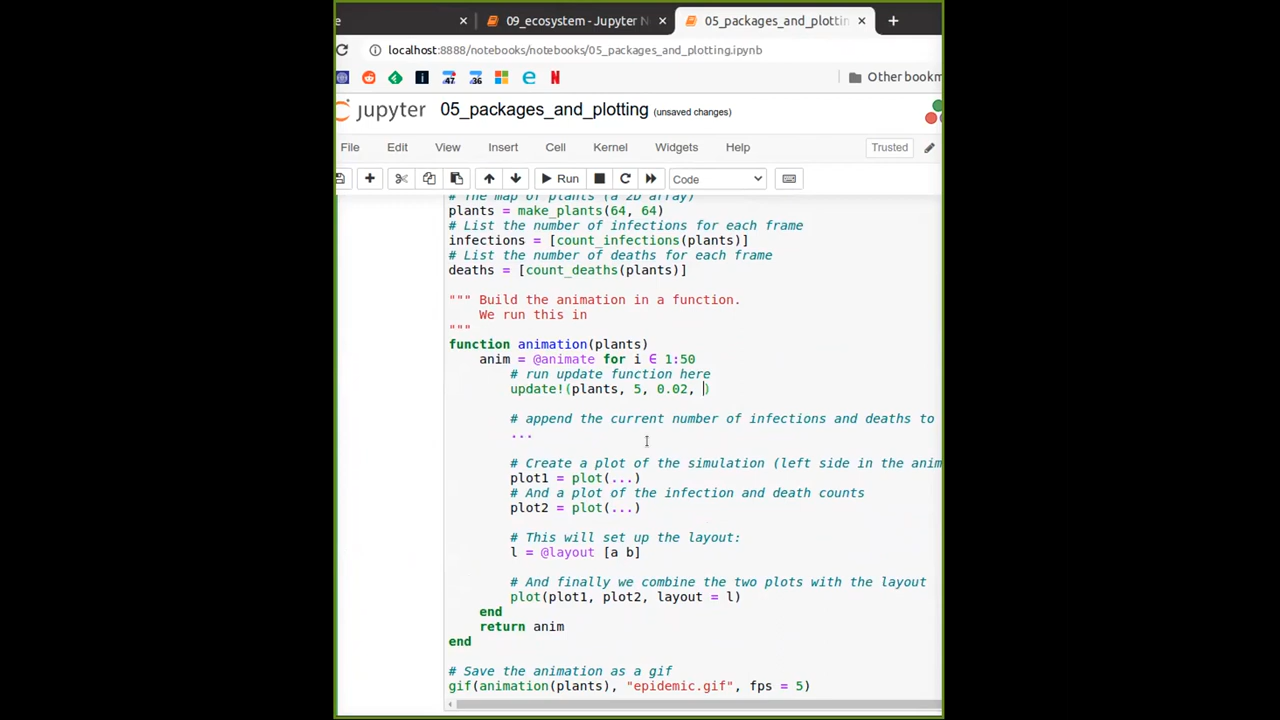 09_ecosystem - Jupyter N
05_packages_and_plottin
localhost:8888/notebooks/notebooks/05_packages_and_plotting.ipynb
47
36
Other bookm
jupyter 05_packages_and_plotting (unsaved changes)
File Edit View Insert Cell Kernel Widgets Help Trusted
Run Code
# The map of plants (a 2D array)
plants = make_plants(64, 64)
# List the number of infections for each frame
infections = [count_infections(plants)]
# List the number of deaths for each frame
deaths = [count_deaths(plants)]
""" Build the animation in a function.
We run this in
"""
function animation(plants)
anim = @animate for i ∈ 1:50
# run update function here
update!(plants, 5, 0.02, )
# append the current number of infections and deaths to
...
# Create a plot of the simulation (left side in the anim
plot1 = plot(...)
# And a plot of the infection and death counts
plot2 = plot(...)
# This will set up the layout:
l = @layout [a b]
# And finally we combine the two plots with the layout
plot(plot1, plot2, layout = l)
end
return anim
end
# Save the animation as a gif
gif(animation(plants), "epidemic.gif", fps = 5)